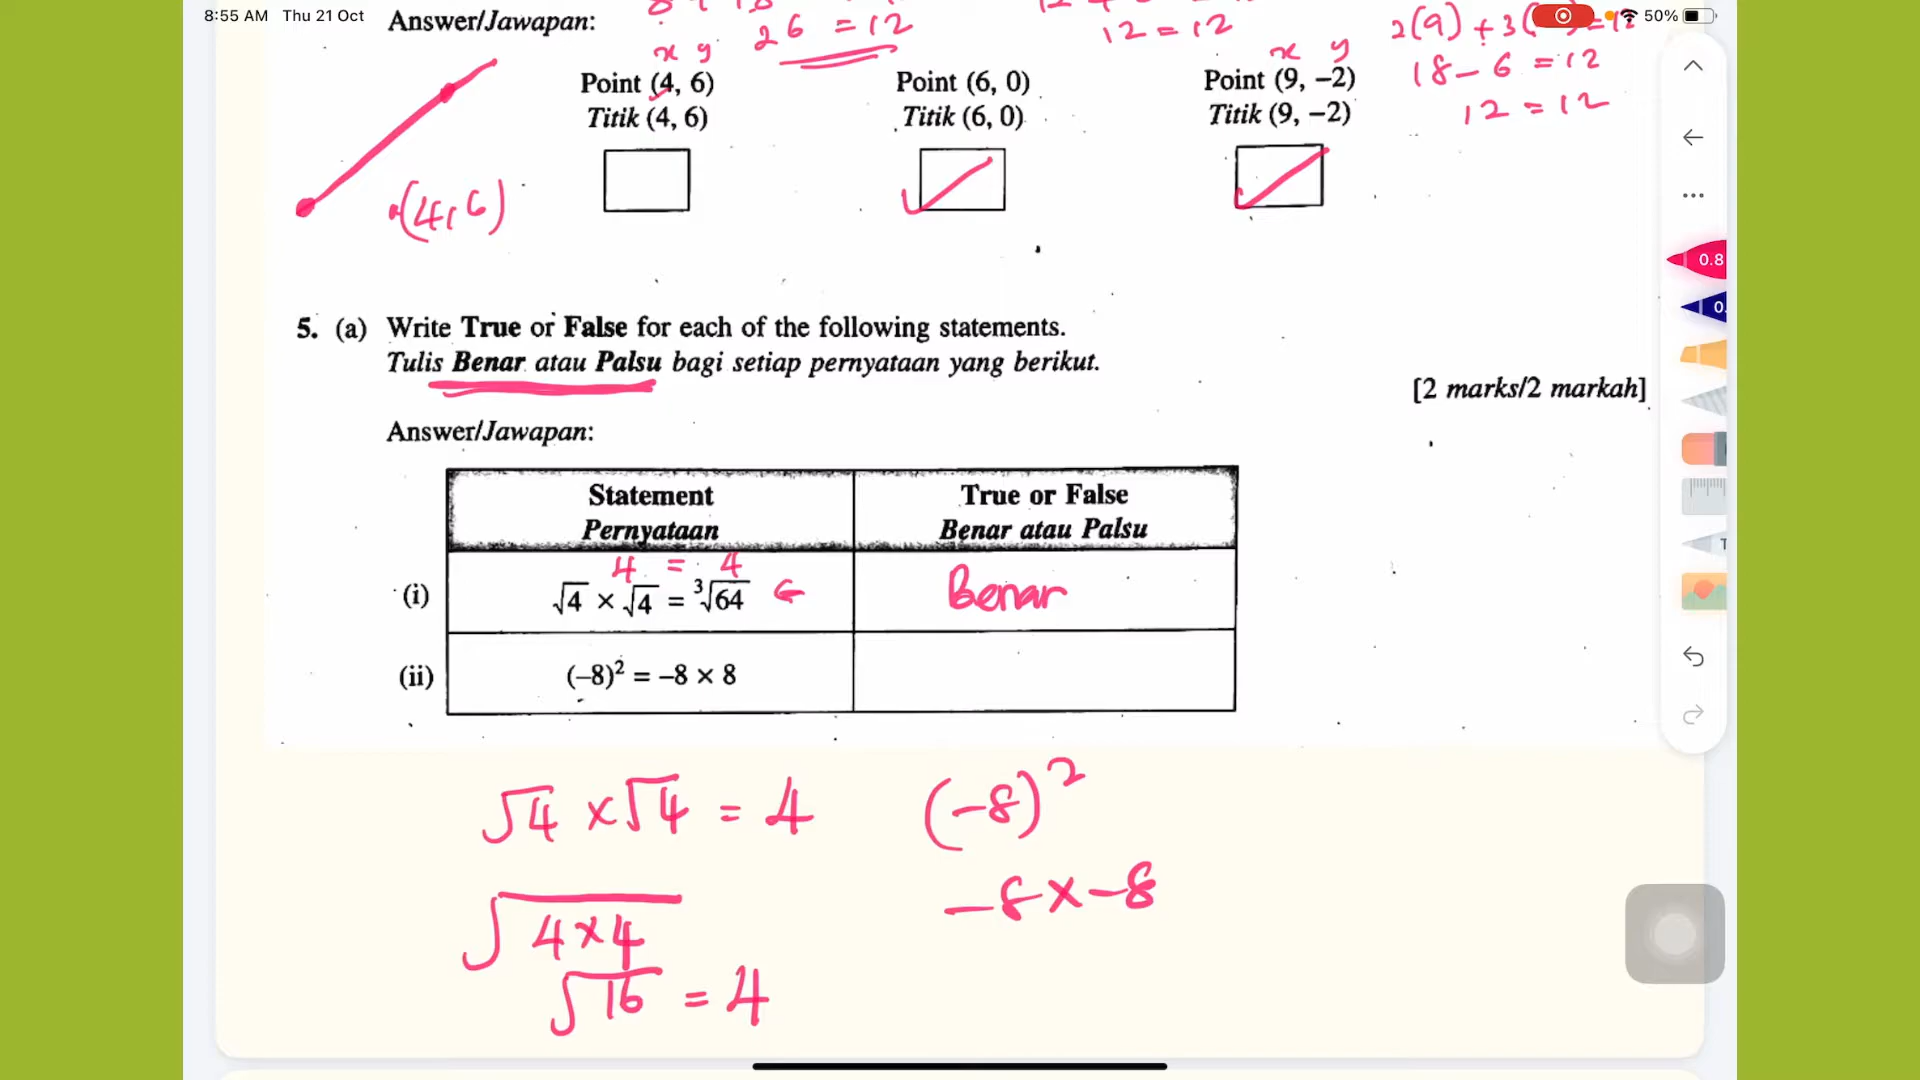 8:55 AM Thu 21 Oct
50%
Answer/Jawapan:
26 = 12
12 = 12
2(9) + 3(
18 - 6 = 12
12 = 12
x y
x y
Point (4, 6)
Titik (4, 6)
Point (6, 0)
Titik (6, 0)
Point (9, −2)
Titik (9, −2)
(4,6)
5. (a) Write True or False for each of the following statements.
Tulis Benar atau Palsu bagi setiap pernyataan yang berikut.
[2 marks/2 markah]
Answer/Jawapan:
Statement
Pernyataan
True or False
Benar atau Palsu
4 = 4
(i) √4 × √4 = ³√64
Benar
(ii) (−8)² = −8 × 8
√4 × √4 = 4
√4×4
√16 = 4
(−8)²
−8 × −8
0.8
0.
T